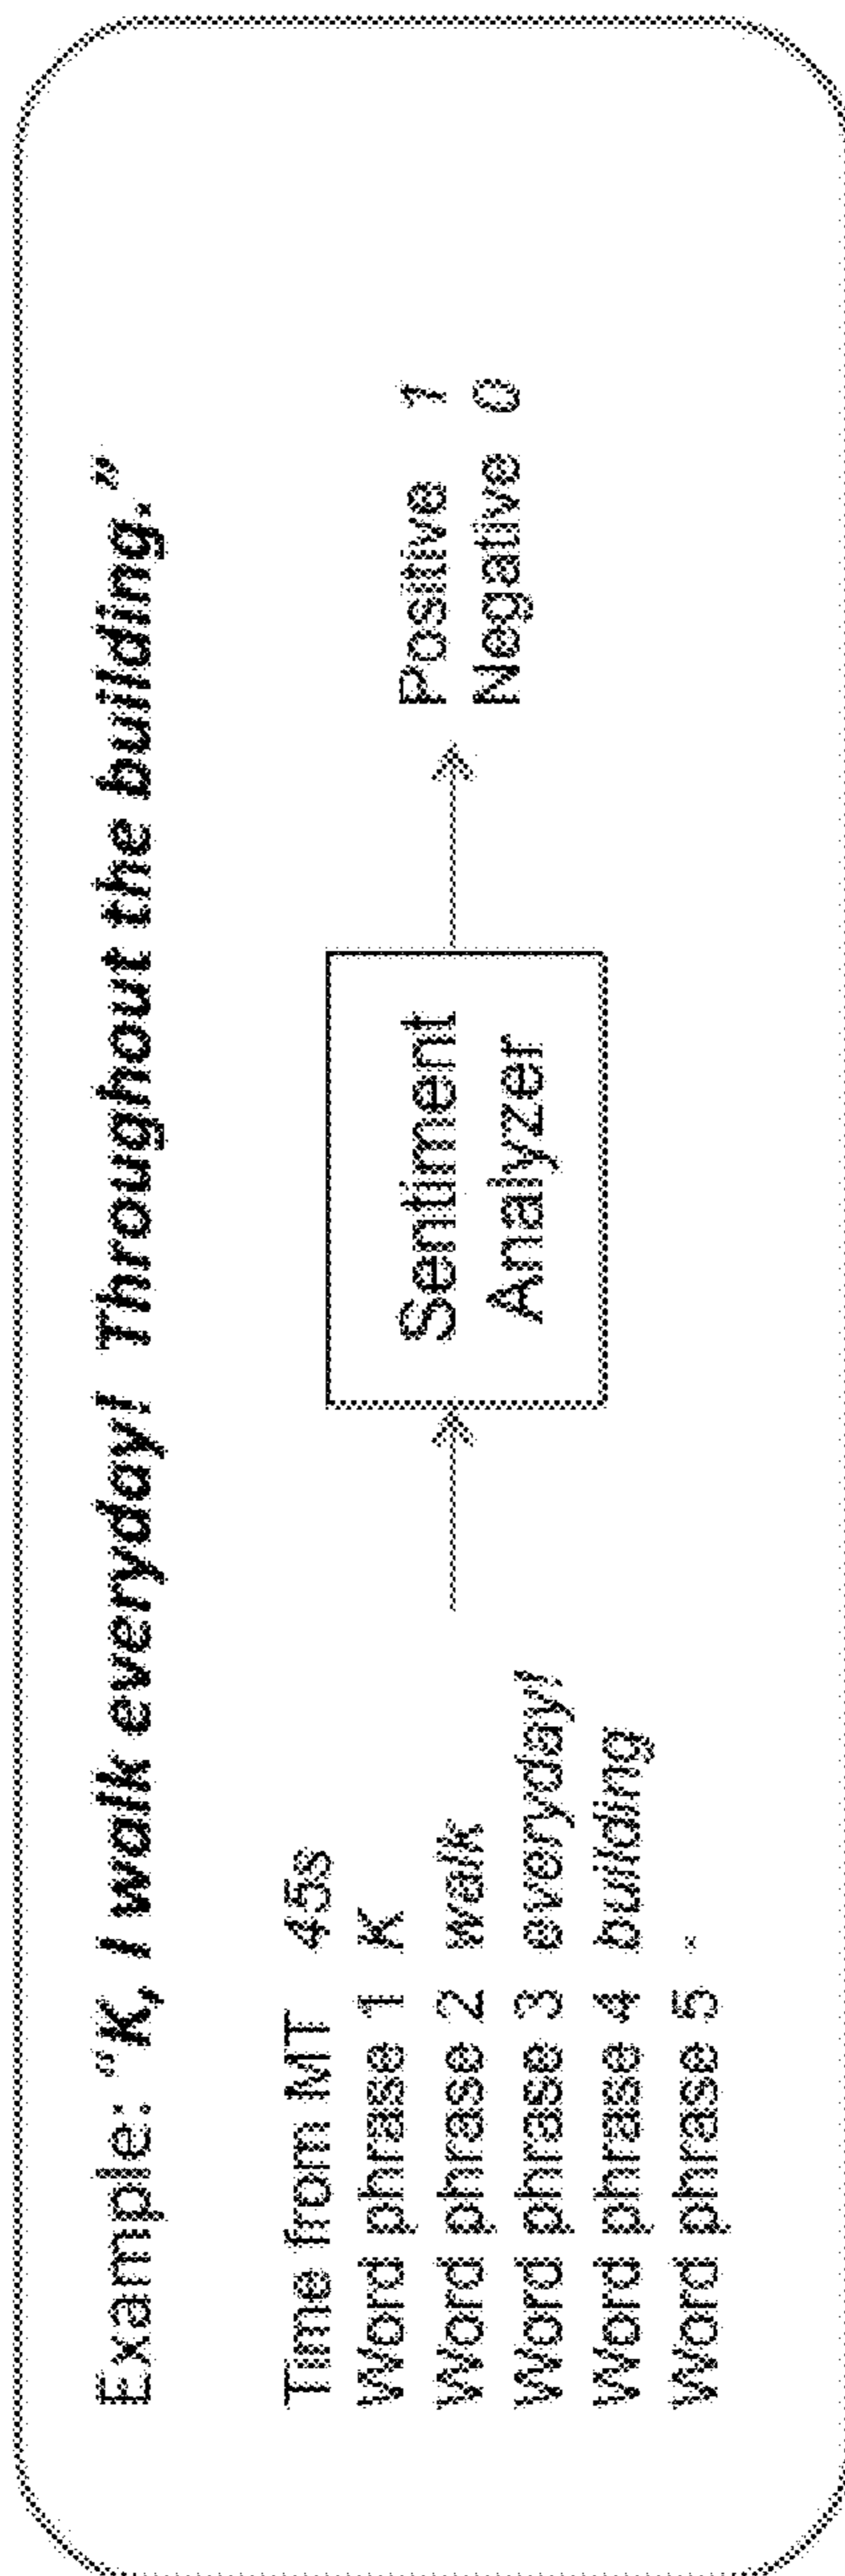 Example: “K, I walk everyday! Throughout the building.”
Time from MT 45s
Word phrase 1 K
Word phrase 2 walk
Word phrase 3 everyday!
Word phrase 4 building
Word phrase 5 -
Sentiment
Analyzer
Positive 1
Negative 0